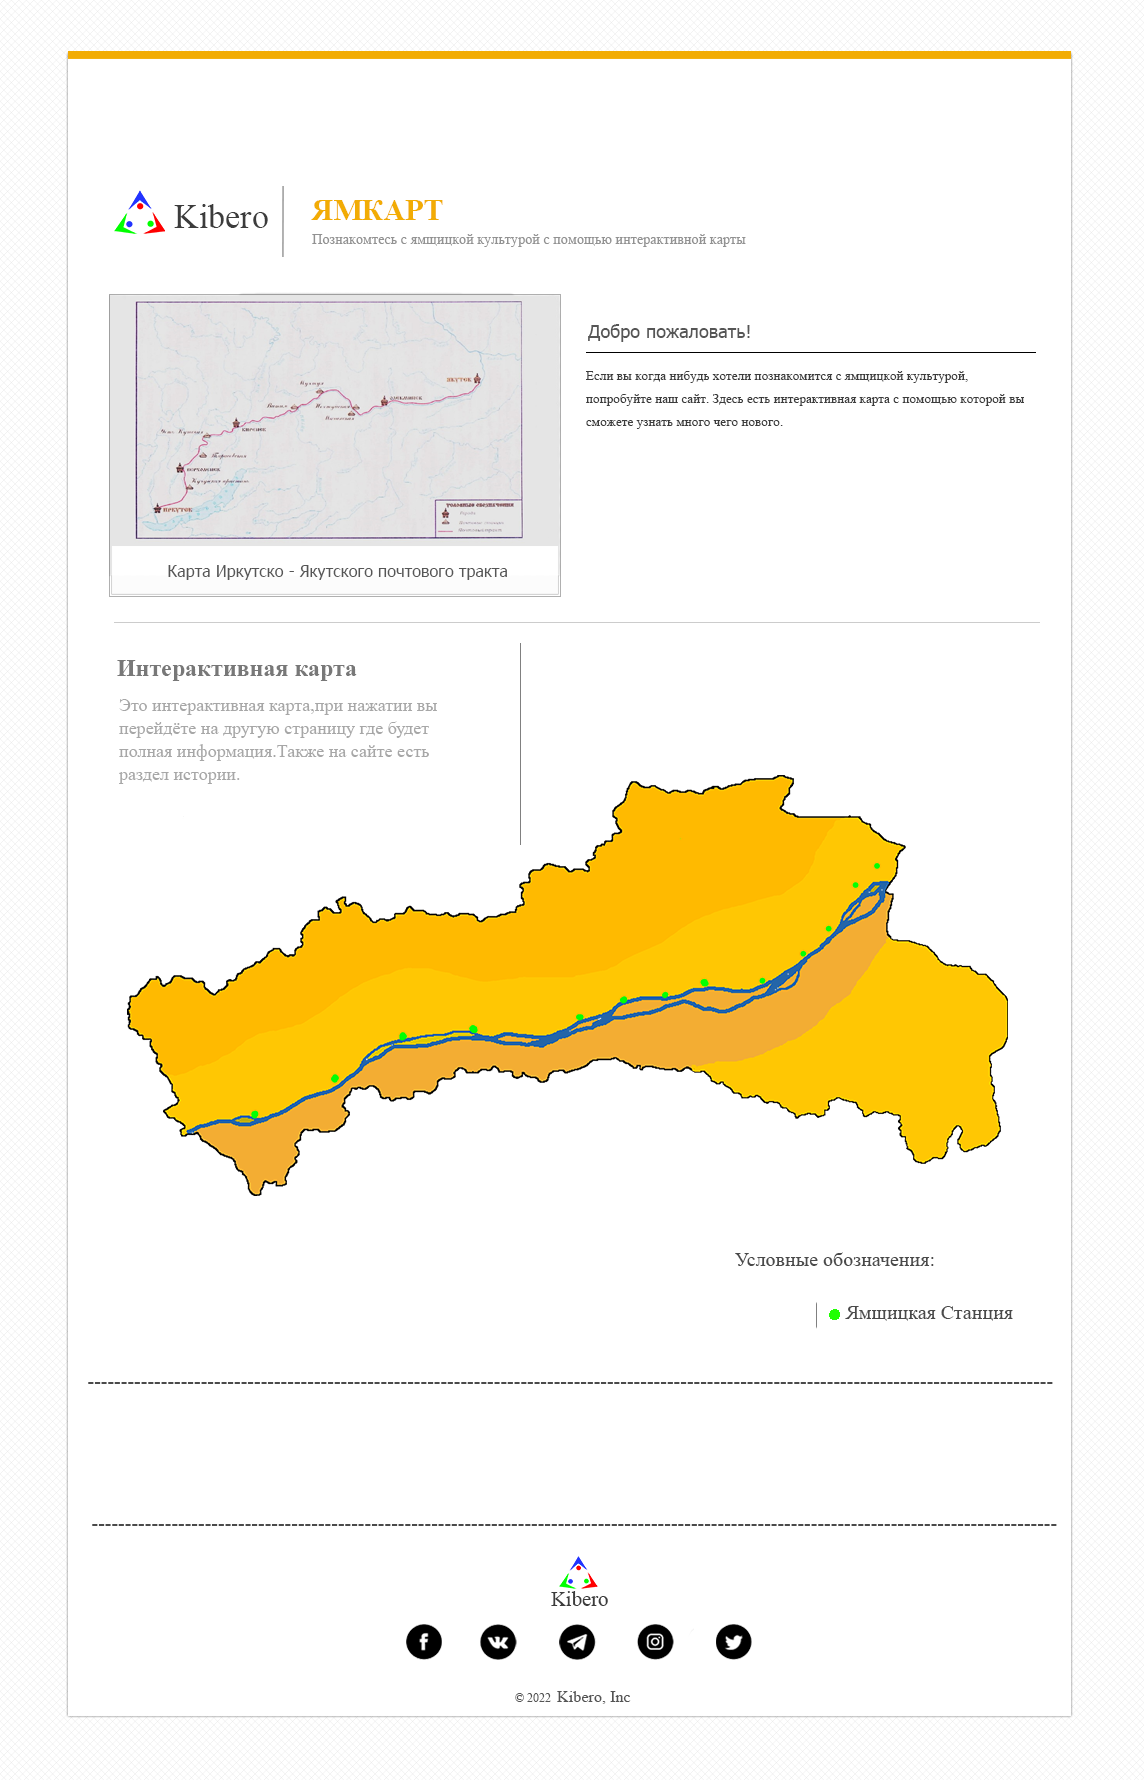 Kibero
ЯМКАРТ
Познакомтесь с ямщицкой культурой с помощью интерактивной карты
ЯКУТСК
ОЛЕКМИНСК
КИРЕНСК
ВЕРХОЛЕНСК
ИРКУТСК
УСЛОВНЫЕ ОБОЗНАЧЕНИЯ
Карта Иркутско - Якутского почтового тракта
Добро пожаловать!
Если вы когда нибудь хотели познакомится с ямщицкой культурой,
попробуйте наш сайт. Здесь есть интерактивная карта с помощью которой вы
сможете узнать много чего нового.
Интерактивная карта
Это интерактивная карта,при нажатии вы
перейдёте на другую страницу где будет
полная информация.Также на сайте есть
раздел истории.
Условные обозначения:
Ямщицкая Станция
Kibero
© 2022 Kibero, Inc